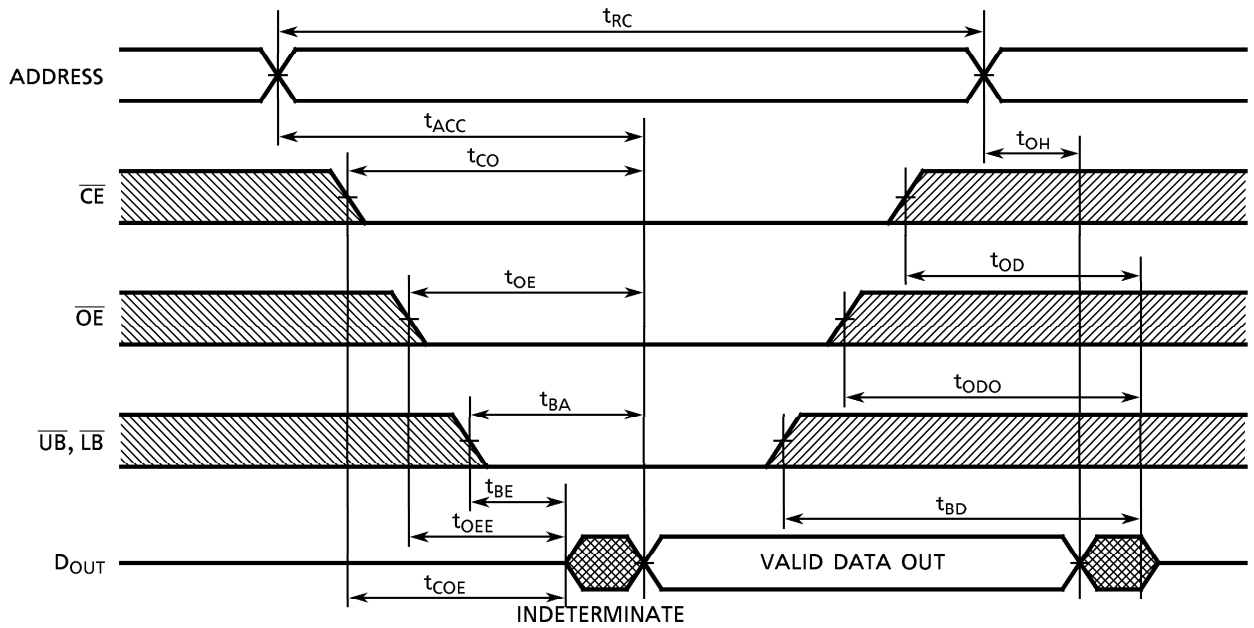 tRC
ADDRESS
tACC
tOH
tCO
CE
tOD
tOE
OE
tODO
tBA
UB, LB
tBE
tBD
tOEE
DOUT
VALID DATA OUT
tCOE
INDETERMINATE